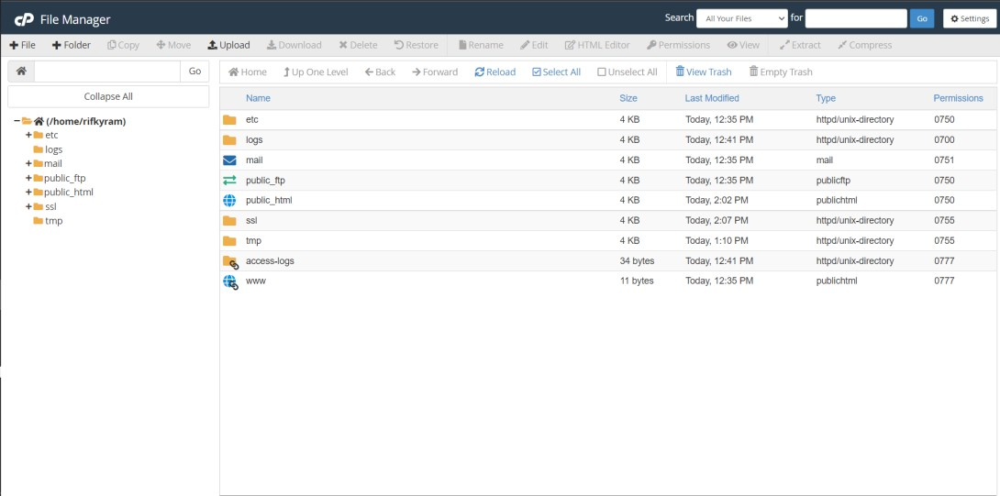 cP File Manager Search All Your Files for Go Settings
File Folder Copy Move Upload Download Delete Restore Rename Edit HTML Editor Permissions View Extract Compress
Go Home Up One Level Back Forward Reload Select All Unselect All View Trash Empty Trash
Collapse All
(/home/rifkyram)
etc
logs
mail
public_ftp
public_html
ssl
tmp
Name Size Last Modified Type Permissions
etc 4 KB Today, 12:35 PM httpd/unix-directory 0750
logs 4 KB Today, 12:41 PM httpd/unix-directory 0700
mail 4 KB Today, 12:35 PM mail 0751
public_ftp 4 KB Today, 12:35 PM publicftp 0750
public_html 4 KB Today, 2:02 PM publichtml 0750
ssl 4 KB Today, 2:07 PM httpd/unix-directory 0755
tmp 4 KB Today, 1:10 PM httpd/unix-directory 0755
access-logs 34 bytes Today, 12:41 PM httpd/unix-directory 0777
www 11 bytes Today, 12:35 PM publichtml 0777